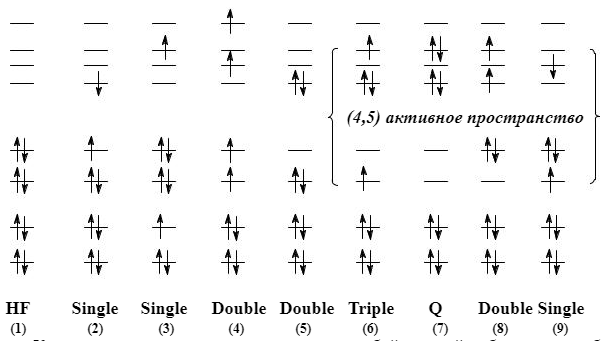 (4,5) активное пространство
HF Single Single Double Double Triple Q Double Single
(1) (2) (3) (4) (5) (6) (7) (8) (9)